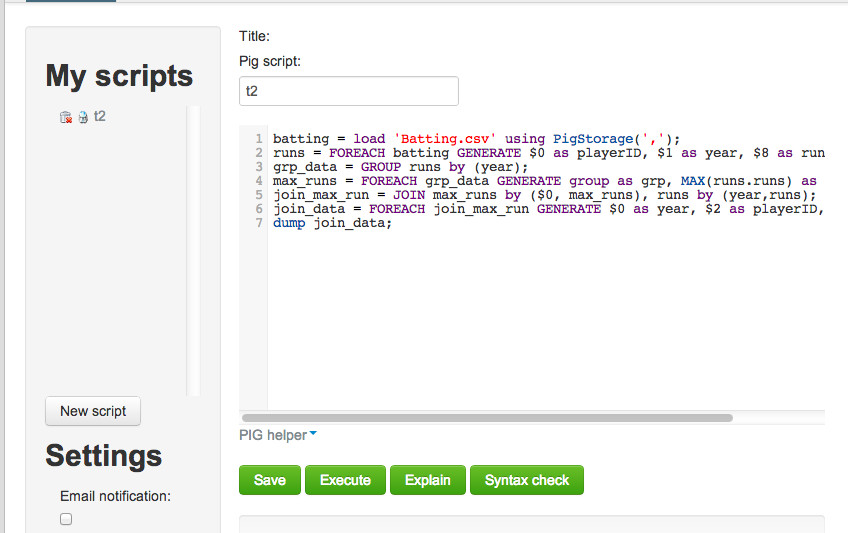 My scripts
t2
New script
Settings
Email notification:
Title:
Pig script:
t2
1 batting = load 'Batting.csv' using PigStorage(',');
2 runs = FOREACH batting GENERATE $0 as playerID, $1 as year, $8 as run
3 grp_data = GROUP runs by (year);
4 max_runs = FOREACH grp_data GENERATE group as grp, MAX(runs.runs) as
5 join_max_run = JOIN max_runs by ($0, max_runs), runs by (year,runs);
6 join_data = FOREACH join_max_run GENERATE $0 as year, $2 as playerID,
7 dump join_data;
PIG helper
Save Execute Explain Syntax check